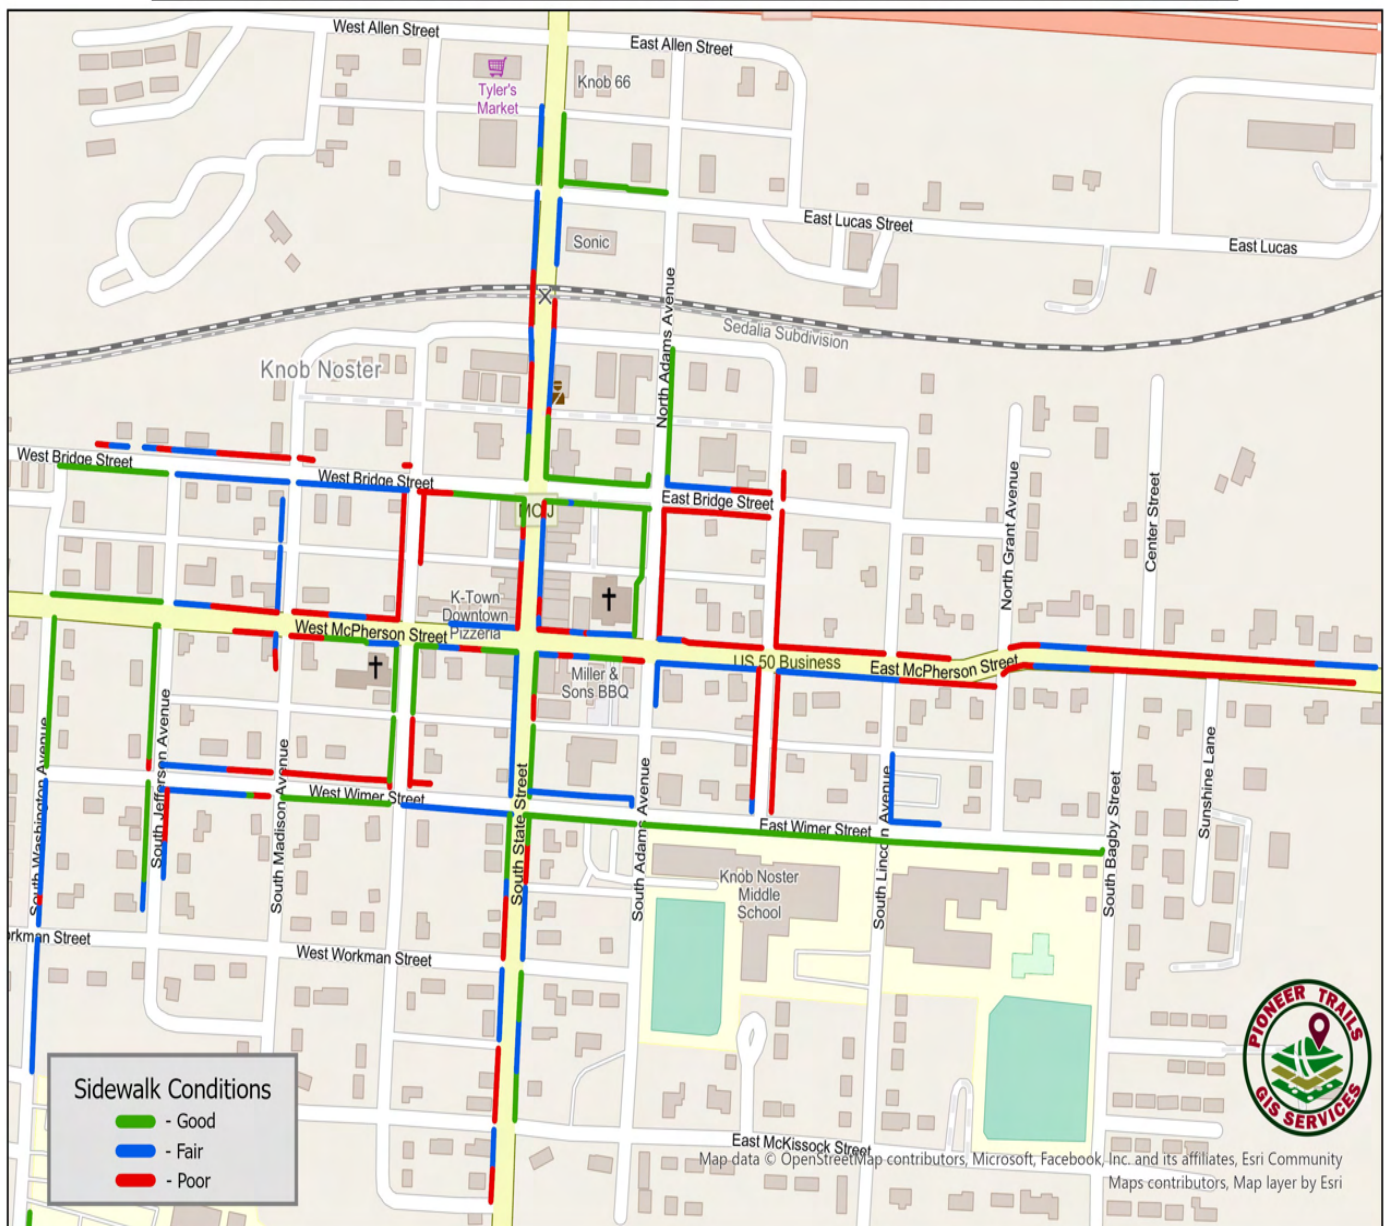 West Allen Street
East Allen Street
Knob 66
Tyler's
Market
East Lucas Street
East Lucas
Sonic
North Adams Avenue
Sedalia Subdivision
Knob Noster
West Bridge Street
West Bridge Street
East Bridge Street
MO J
North Grant Avenue
Center Street
K-Town
Downtown
Pizzeria
West McPherson Street
US 50 Business
East McPherson Street
Miller &
Sons BBQ
South Washington Avenue
South Jefferson Avenue
South Madison Avenue
West Wimer Street
South State Street
South Adams Avenue
East Wimer Street
South Lincoln Avenue
South Bagby Street
Sunshine Lane
Knob Noster
Middle
School
orkman Street
West Workman Street
East McKissock Street
PIONEER TRAILS
GIS SERVICES
Sidewalk Conditions
- Good
- Fair
- Poor
Map data © OpenStreetMap contributors, Microsoft, Facebook, Inc. and its affiliates, Esri Community
Maps contributors, Map layer by Esri